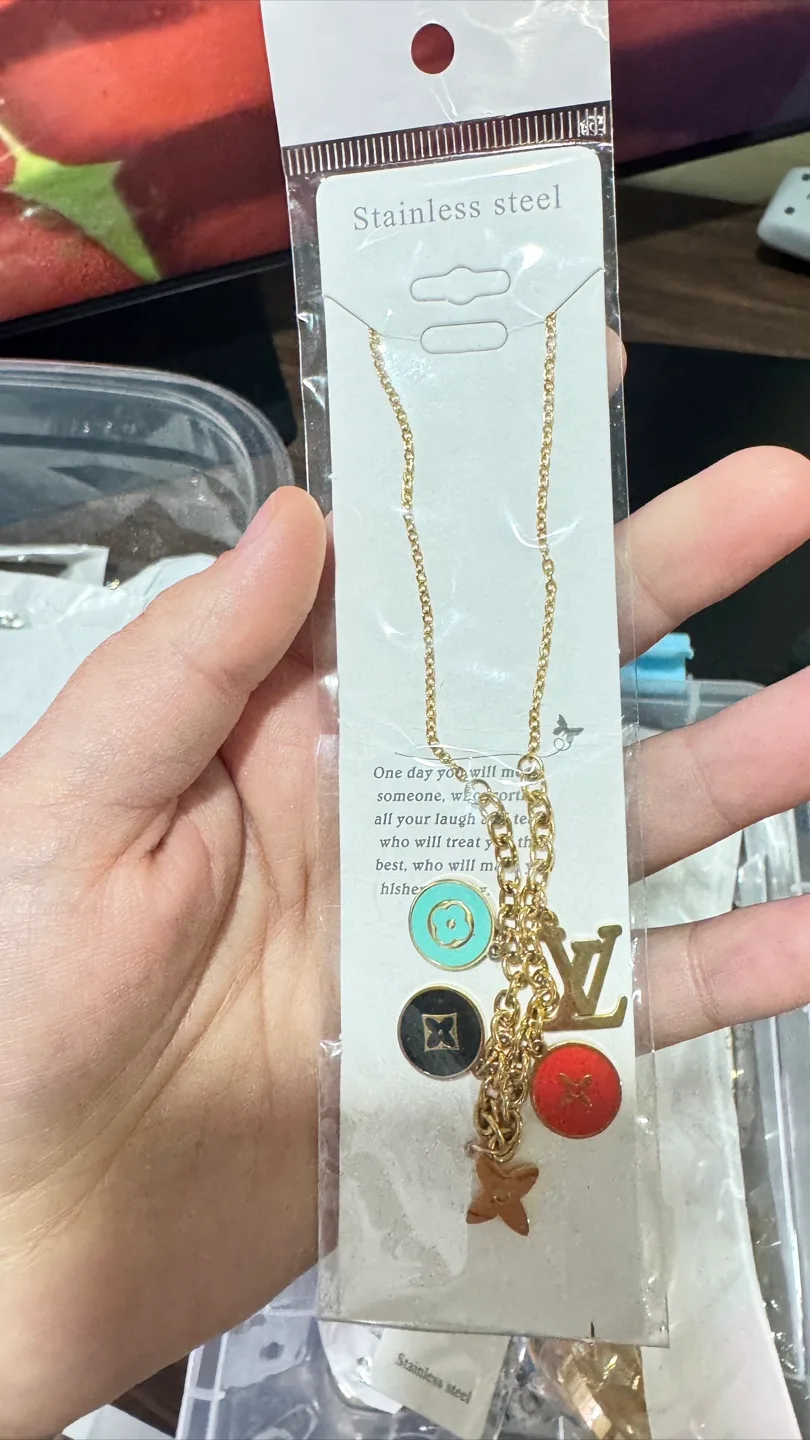 Stainless steel
One day you will
someone,
all your laugh
who will treat
best, who will
LV
Stainless steel